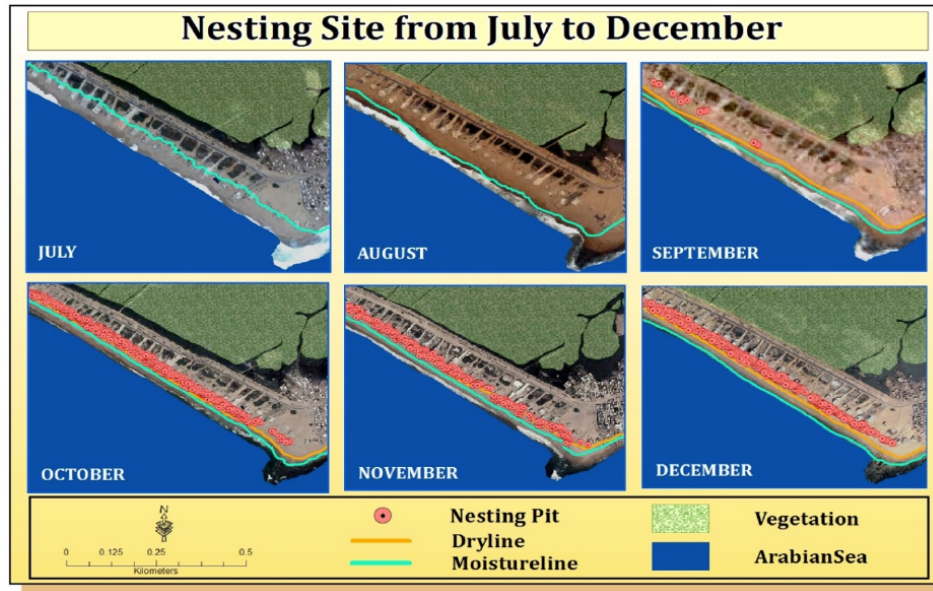 Nesting Site from July to December
JULY
AUGUST
SEPTEMBER
OCTOBER
NOVEMBER
DECEMBER
N
0 0.125 0.25 0.5
Kilometers
Nesting Pit
Dryline
Moistureline
Vegetation
ArabianSea